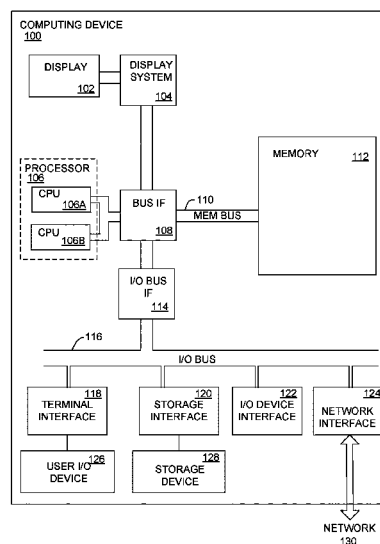 COMPUTING DEVICE
100
DISPLAY
102
DISPLAY
SYSTEM
104
PROCESSOR
106
CPU
106A
CPU
106B
BUS IF
108
110
MEM BUS
MEMORY
112
I/O BUS
IF
114
116
I/O BUS
118
TERMINAL
INTERFACE
120
STORAGE
INTERFACE
122
I/O DEVICE
INTERFACE
124
NETWORK
INTERFACE
USER I/O
DEVICE
126
128
STORAGE
DEVICE
NETWORK
130